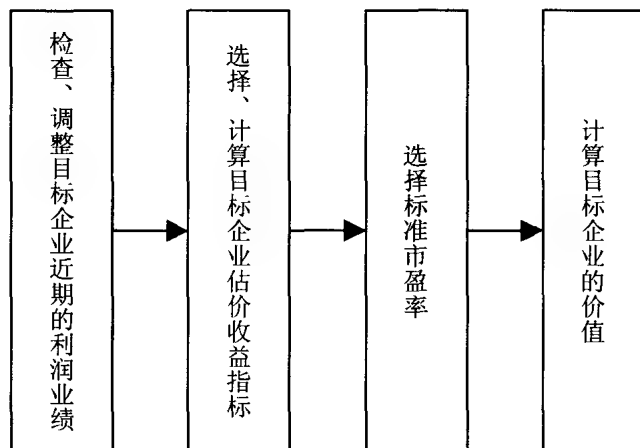 检查、调整目标企业近期的利润业绩
选择、计算目标企业估价收益指标
选择标准市盈率
计算目标企业的价值